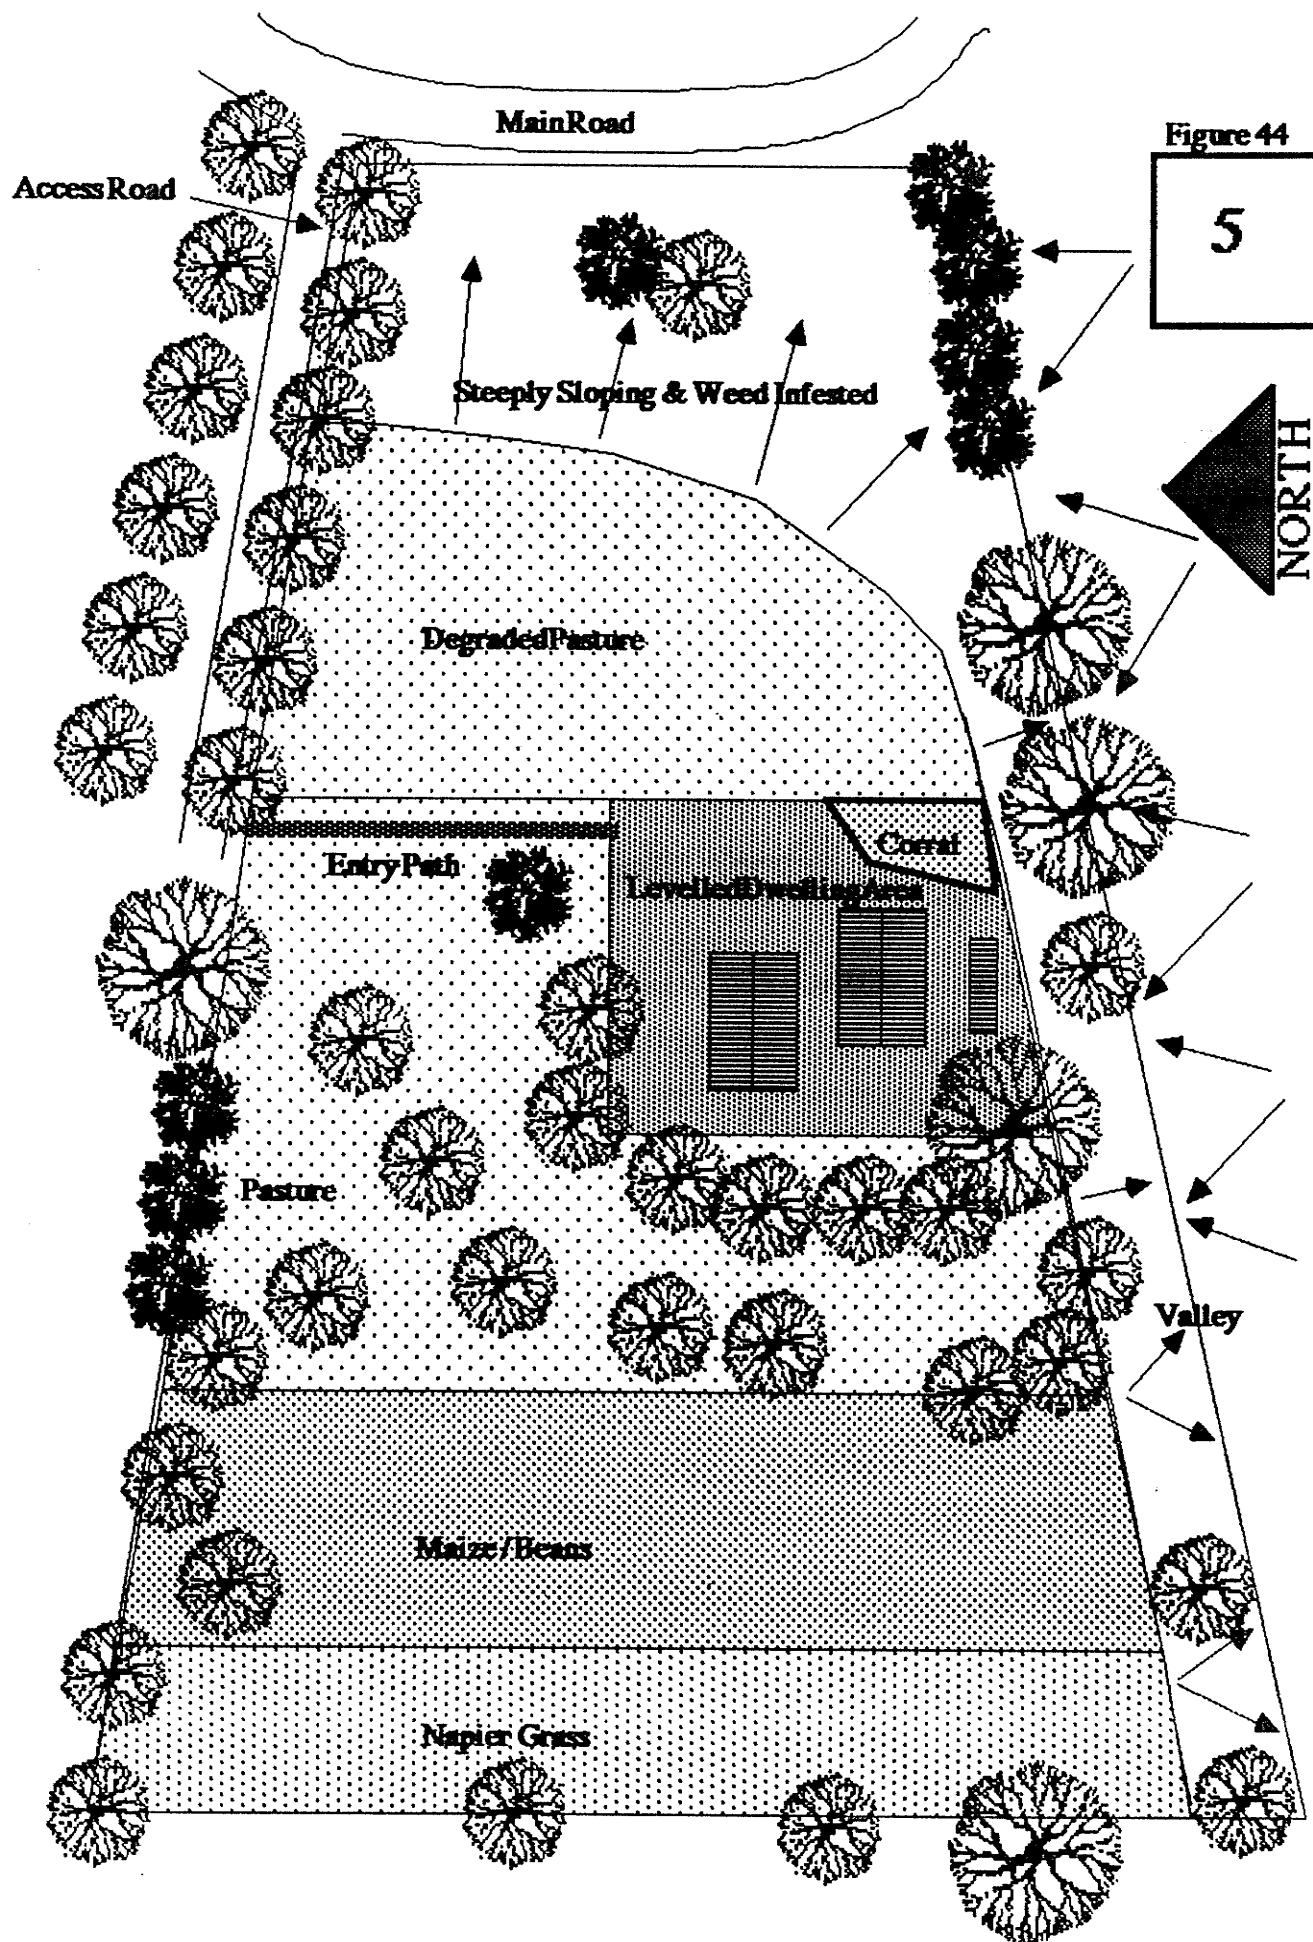 Main Road
Figure 44
Access Road
5
Steeply Sloping & Weed Infested
NORTH
Degraded Pasture
Corral
Entry Path
Levelled Dwelling Area
Pasture
Valley
Maize / Beans
Napier Grass